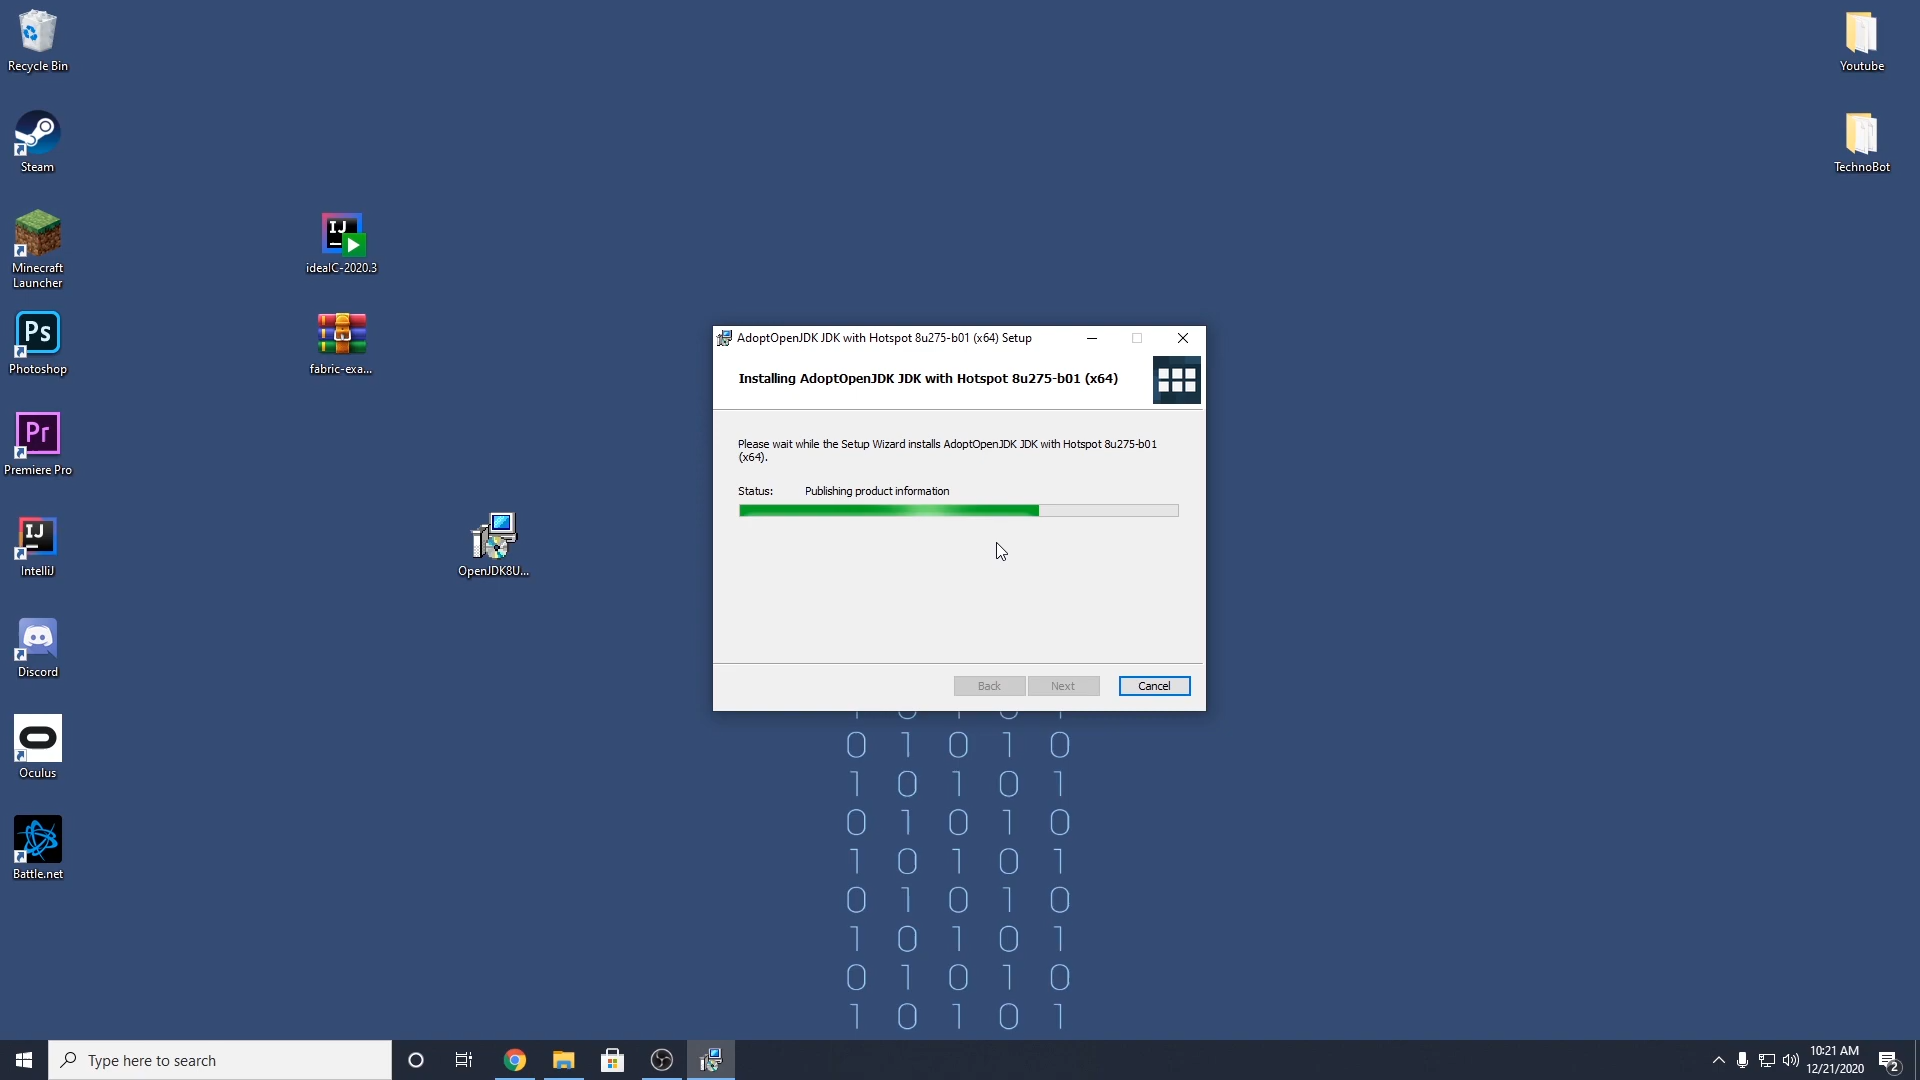 Recycle Bin
Steam
Minecraft
Launcher
Ps
Photoshop
Pr
Premiere Pro
IJ
IntelliJ
Discord
Oculus
Battle.net
IJ
ideaIC-2020.3
fabric-exa...
OpenJDK8U...
Youtube
TechnoBot
AdoptOpenJDK JDK with Hotspot 8u275-b01 (x64) Setup
Installing AdoptOpenJDK JDK with Hotspot 8u275-b01 (x64)
Please wait while the Setup Wizard installs AdoptOpenJDK JDK with Hotspot 8u275-b01
(x64).
Status: Publishing product information
Back Next Cancel
0 1 0 1 0
1 0 1 0 1
0 1 0 1 0
1 0 1 0 1
0 1 0 1 0
1 0 1 0 1
0 1 0 1 0
1 0 1 0 1
Type here to search
10:21 AM
12/21/2020
2